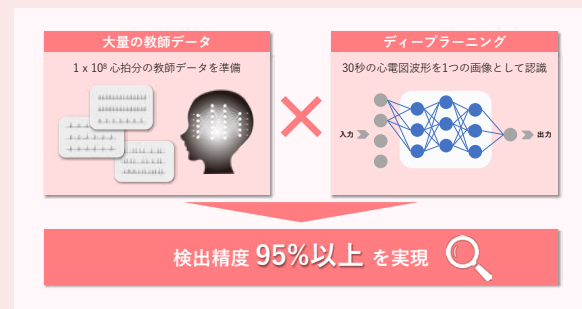 大量の教師データ
1 x 10⁸ 心拍分の教師データを準備
ディープラーニング
30秒の心電図波形を1つの画像として認識
入力
出力
検出精度 95%以上 を実現